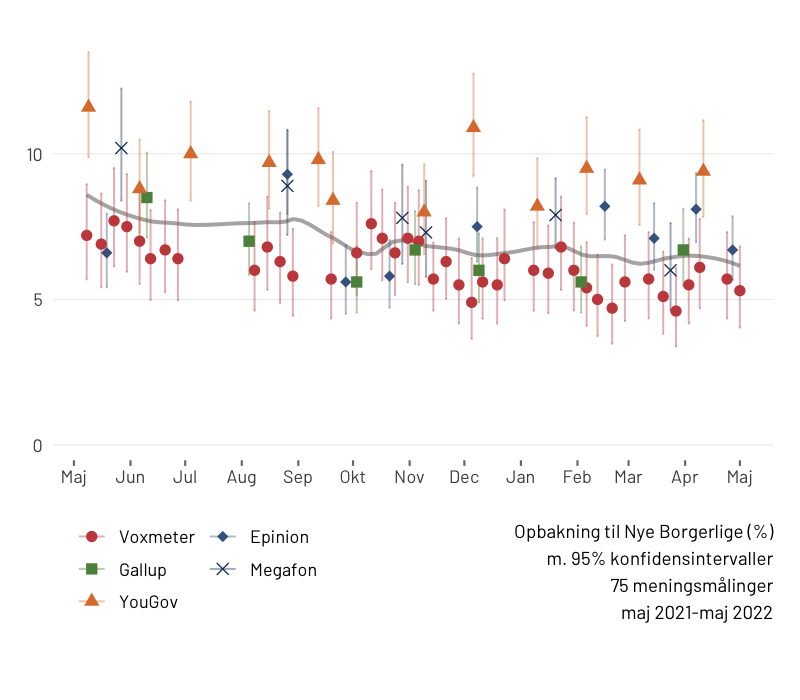 10
5
0
Maj Jun Jul Aug Sep Okt Nov Dec Jan Feb Mar Apr Maj
Voxmeter Epinion
Gallup Megafon
YouGov
Opbakning til Nye Borgerlige (%)
m. 95% konfidensintervaller
75 meningsmålinger
maj 2021-maj 2022